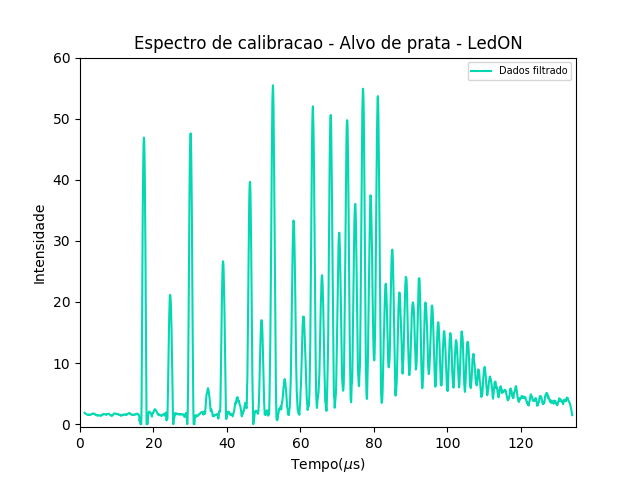 Espectro de calibracao - Alvo de prata - LedON
Dados filtrado
Intensidade
60
50
40
30
20
10
0
0 20 40 60 80 100 120
Tempo(μs)